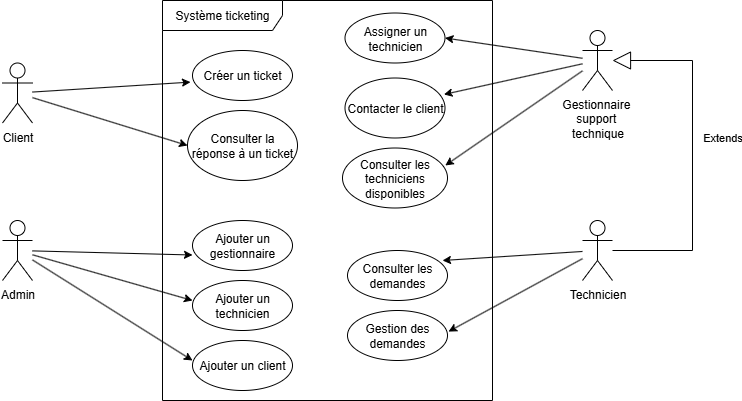 Système ticketing
Créer un ticket
Consulter la
réponse à un ticket
Client
Assigner un
technicien
Contacter le client
Consulter les
techniciens
disponibles
Gestionnaire
support
technique
Extends
Ajouter un
gestionnaire
Ajouter un
technicien
Ajouter un client
Admin
Consulter les
demandes
Gestion des
demandes
Technicien